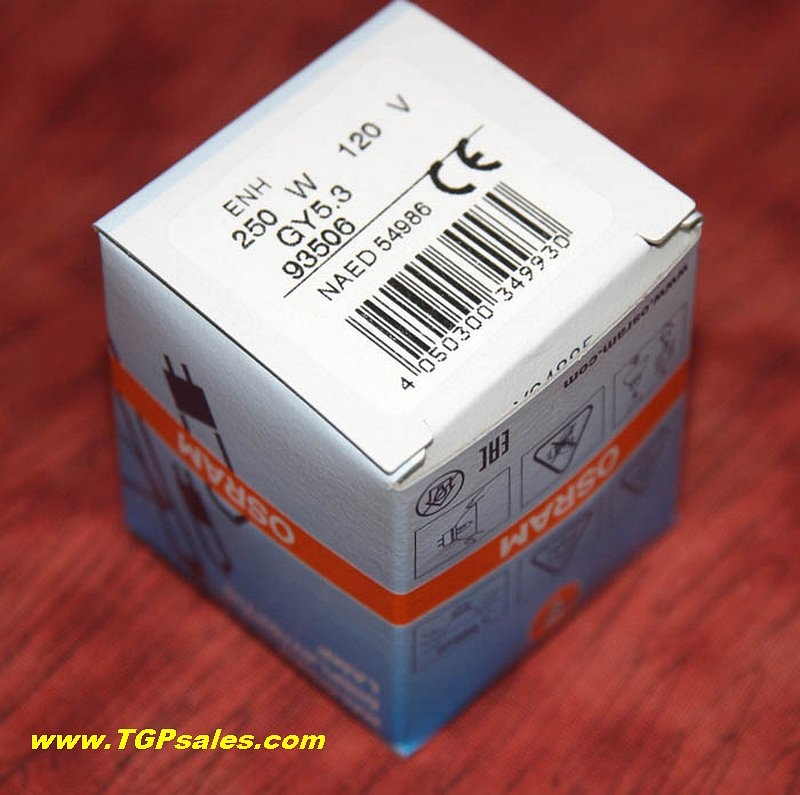 ENH
250 W 120 V
GY5.3
93506
NAED 54986
CE
4 050300 349930
www.osram.com
EAC
OSRAM
OSRAM
LAMP
www.TGPsales.com